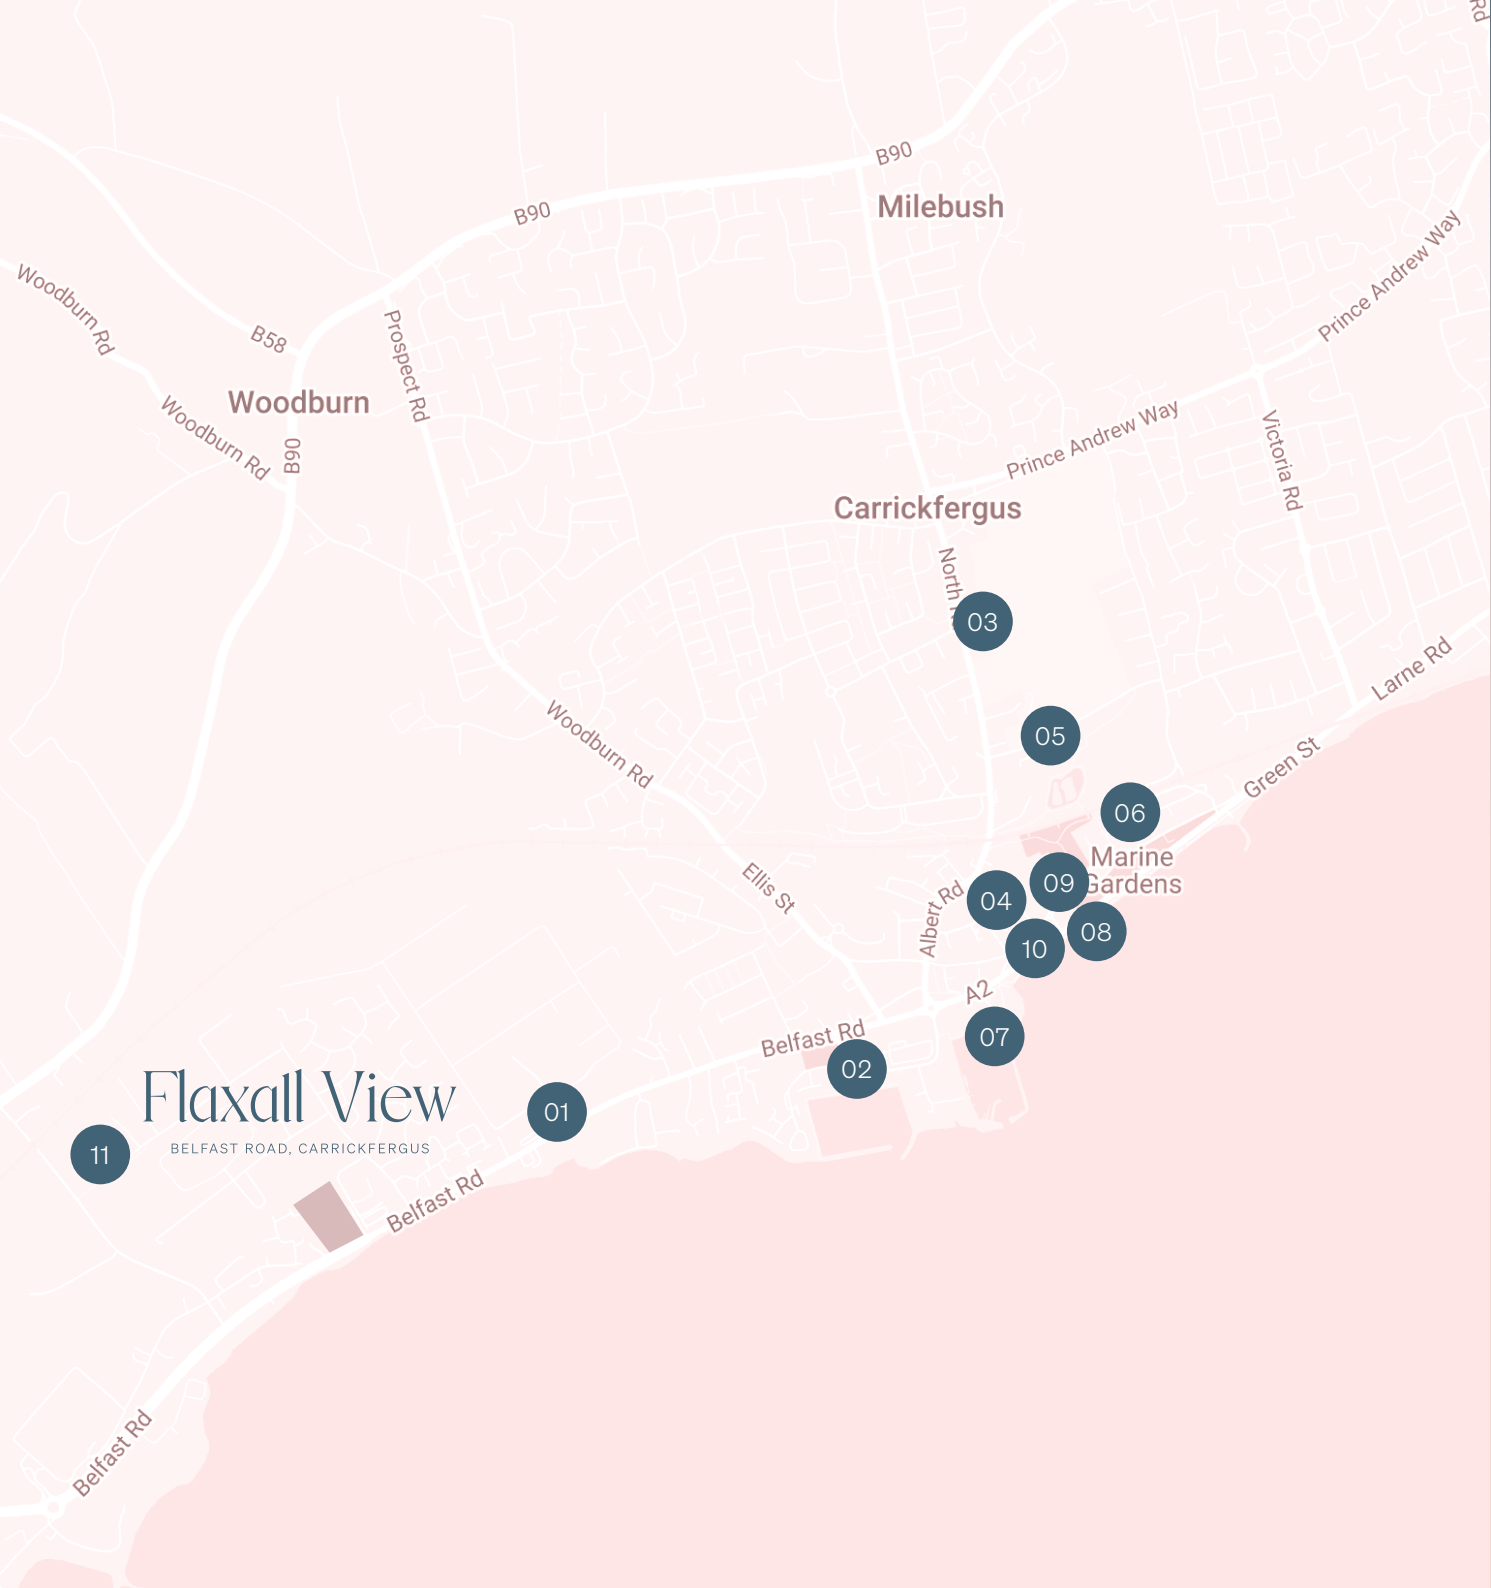 Rd
B90
Milebush
B90
Prince Andrew Way
Woodburn Rd
B58
Prospect Rd
Woodburn
Woodburn Rd
B90
Prince Andrew Way
Victoria Rd
Carrickfergus
North
03
Larne Rd
05
Woodburn Rd
Green St
06
Marine
Gardens
09
Ellis St
Albert Rd
04
08
10
A2
Belfast Rd
07
02
Flaxall View
BELFAST ROAD, CARRICKFERGUS
01
11
Belfast Rd
Belfast Rd